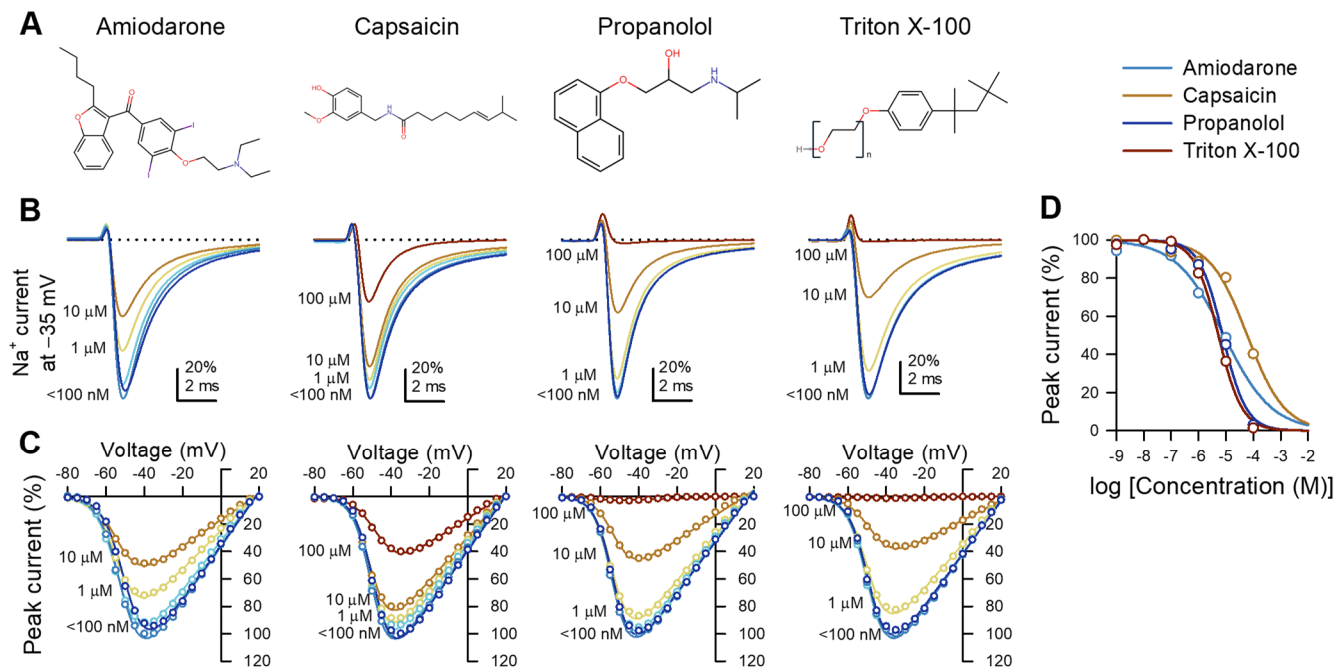 A
Amiodarone
Capsaicin
Propanolol
Triton X-100
O
O
I
I
O
N
HO
O
N
H
O
OH
O
H
N
O
H
O
n
Amiodarone
Capsaicin
Propanolol
Triton X-100
B
Na+ current
at −35 mV
10 µM
1 µM
<100 nM
20%
2 ms
100 µM
10 µM
1 µM
<100 nM
20%
2 ms
100 µM
10 µM
1 µM
<100 nM
20%
2 ms
100 µM
10 µM
1 µM
<100 nM
20%
2 ms
C
Peak current (%)
Voltage (mV)
-80 -60 -40 -20 20
20
40
60
80
100
120
10 µM
1 µM
<100 nM
Voltage (mV)
-80 -60 -40 -20 20
20
40
60
80
100
120
100 µM
10 µM
1 µM
<100 nM
Voltage (mV)
-80 -60 -40 -20 20
20
40
60
80
100
120
100 µM
10 µM
1 µM
<100 nM
Voltage (mV)
-80 -60 -40 -20 20
20
40
60
80
100
120
100 µM
10 µM
1 µM
<100 nM
D
Peak current (%)
100
80
60
40
20
0
-9 -8 -7 -6 -5 -4 -3 -2
log [Concentration (M)]